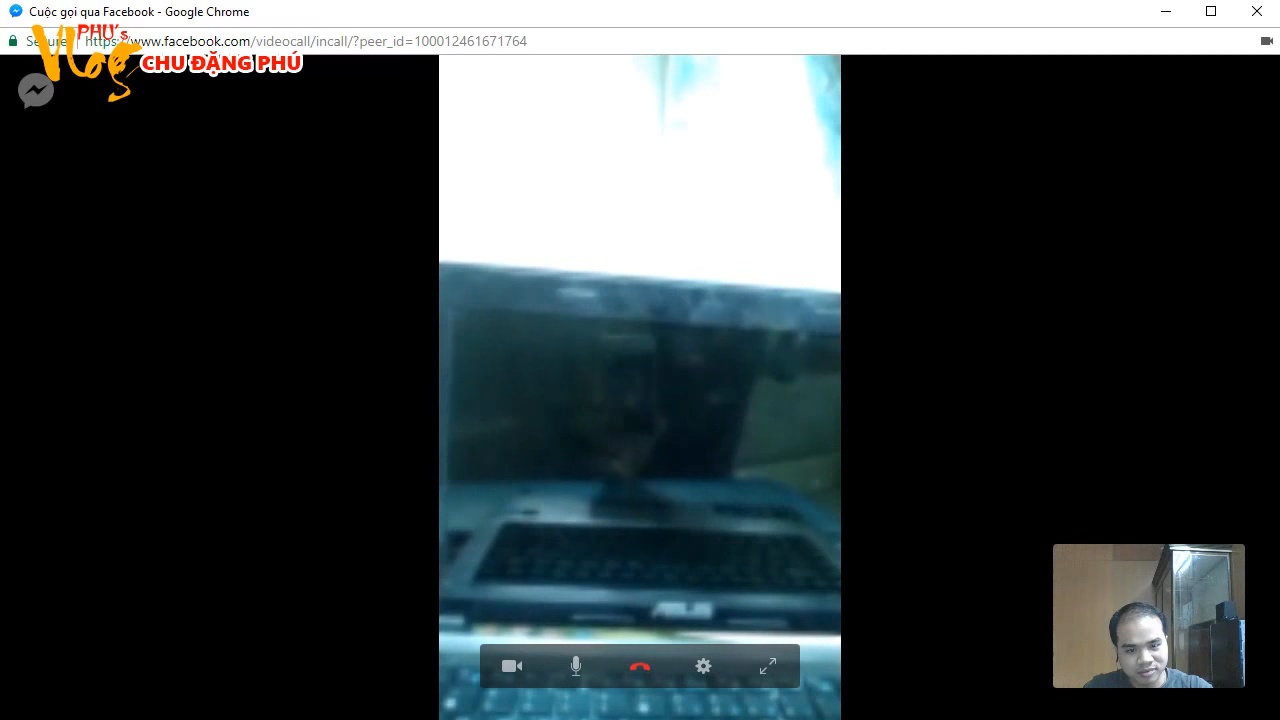 Cuộc gọi qua Facebook - Google Chrome
PHU's
Secure https://www.facebook.com/videocall/incall/?peer_id=100012461671764
Vlog
CHU ĐẶNG PHÚ
ASUS